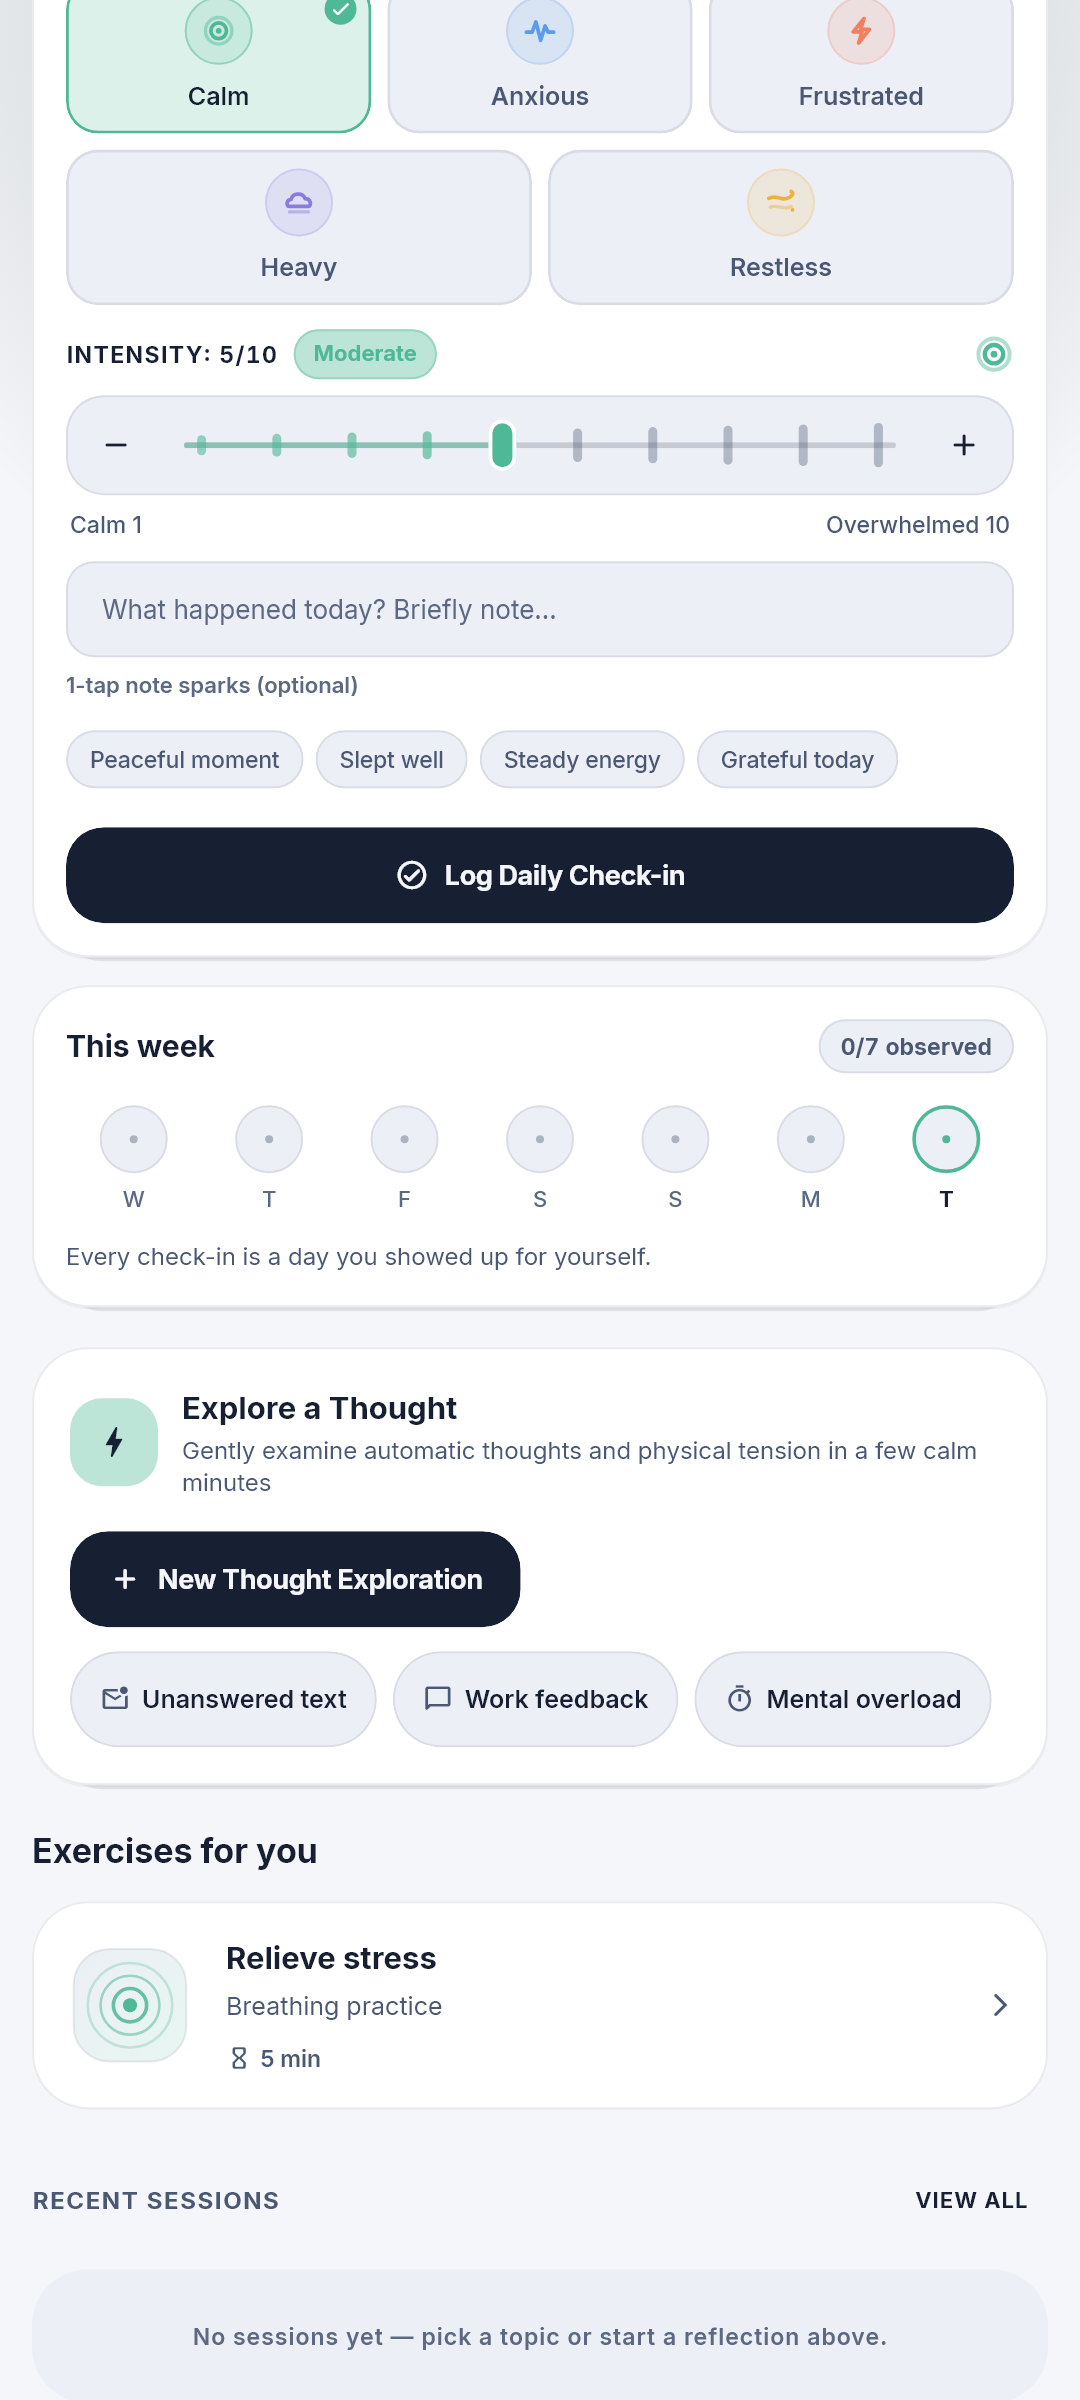 Calm
Anxious
Frustrated
Heavy
Restless
INTENSITY: 5/10
Moderate
Calm 1
Overwhelmed 10
What happened today? Briefly note...
1-tap note sparks (optional)
Peaceful moment
Slept well
Steady energy
Grateful today
Log Daily Check-in
This week
0/7 observed
W
T
F
S
S
M
T
Every check-in is a day you showed up for yourself.
Explore a Thought
Gently examine automatic thoughts and physical tension in a few calm
minutes
New Thought Exploration
Unanswered text
Work feedback
Mental overload
Exercises for you
Relieve stress
Breathing practice
5 min
RECENT SESSIONS
VIEW ALL
No sessions yet — pick a topic or start a reflection above.